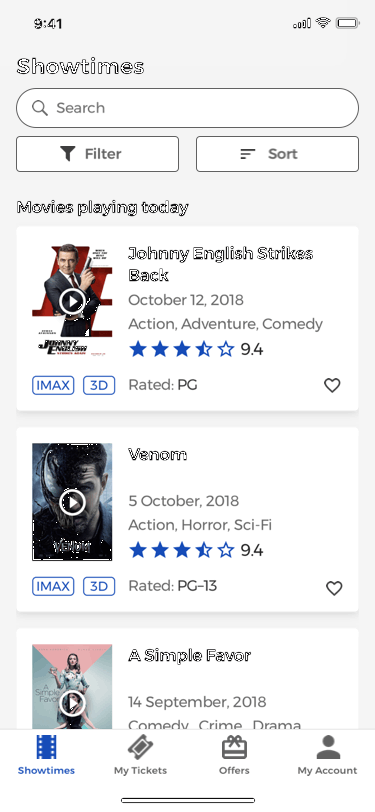 9:41
Showtimes
Search
Filter
Sort
Movies playing today
Johnny English Strikes
Back
October 12, 2018
Action, Adventure, Comedy
9.4
IMAX
3D
Rated: PG
JOHNNY
ENGLISH
Venom
5 October, 2018
Action, Horror, Sci-Fi
9.4
VENOM
IMAX
3D
Rated: PG-13
A Simple Favor
14 September, 2018
Comedy, Crime, Drama
A Simple
Favor
Showtimes
My Tickets
Offers
My Account